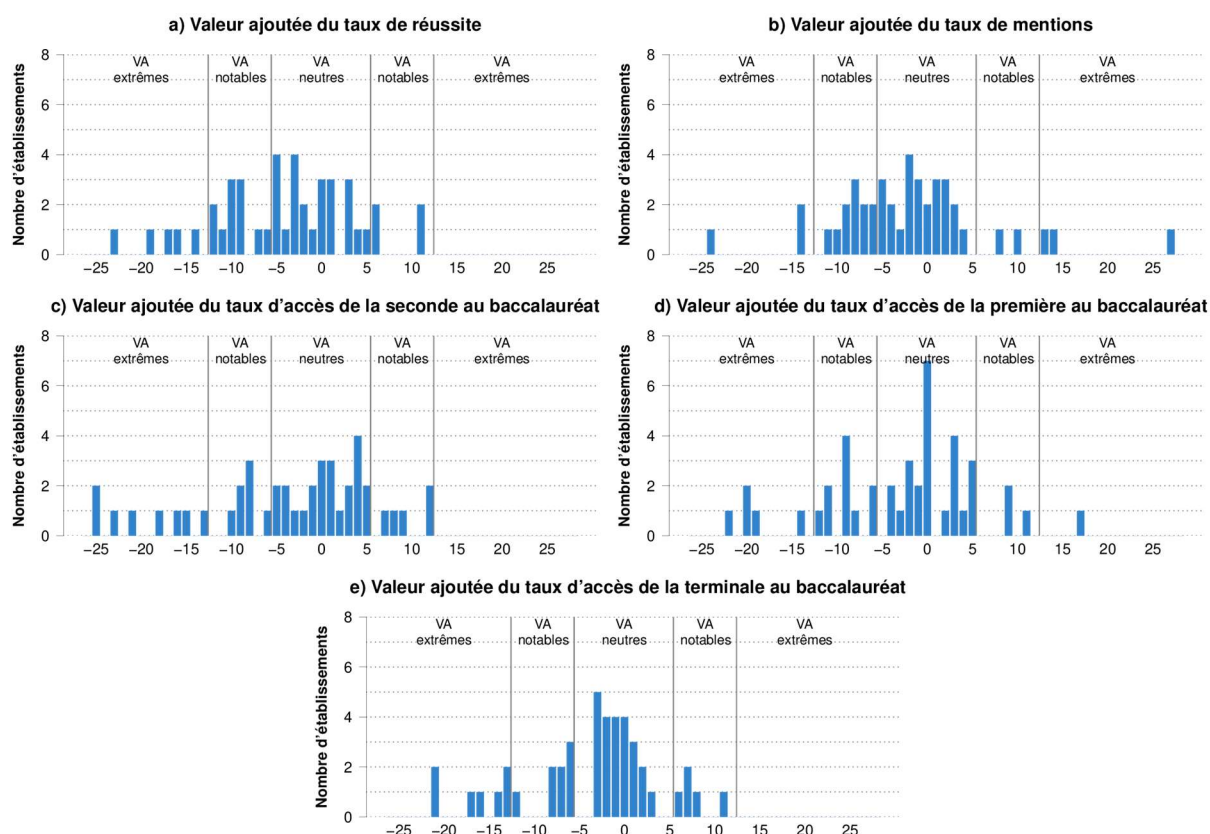 a) Valeur ajoutée du taux de réussite
Nombre d'établissements
8
6
4
2
0
VA extrêmes
VA notables
VA neutres
VA notables
VA extrêmes
−25 −20 −15 −10 −5 0 5 10 15 20 25
b) Valeur ajoutée du taux de mentions
Nombre d'établissements
8
6
4
2
0
VA extrêmes
VA notables
VA neutres
VA notables
VA extrêmes
−25 −20 −15 −10 −5 0 5 10 15 20 25
c) Valeur ajoutée du taux d'accès de la seconde au baccalauréat
Nombre d'établissements
8
6
4
2
0
VA extrêmes
VA notables
VA neutres
VA notables
VA extrêmes
−25 −20 −15 −10 −5 0 5 10 15 20 25
d) Valeur ajoutée du taux d'accès de la première au baccalauréat
Nombre d'établissements
8
6
4
2
0
VA extrêmes
VA notables
VA neutres
VA notables
VA extrêmes
−25 −20 −15 −10 −5 0 5 10 15 20 25
e) Valeur ajoutée du taux d'accès de la terminale au baccalauréat
Nombre d'établissements
8
6
4
2
0
VA extrêmes
VA notables
VA neutres
VA notables
VA extrêmes
−25 −20 −15 −10 −5 0 5 10 15 20 25